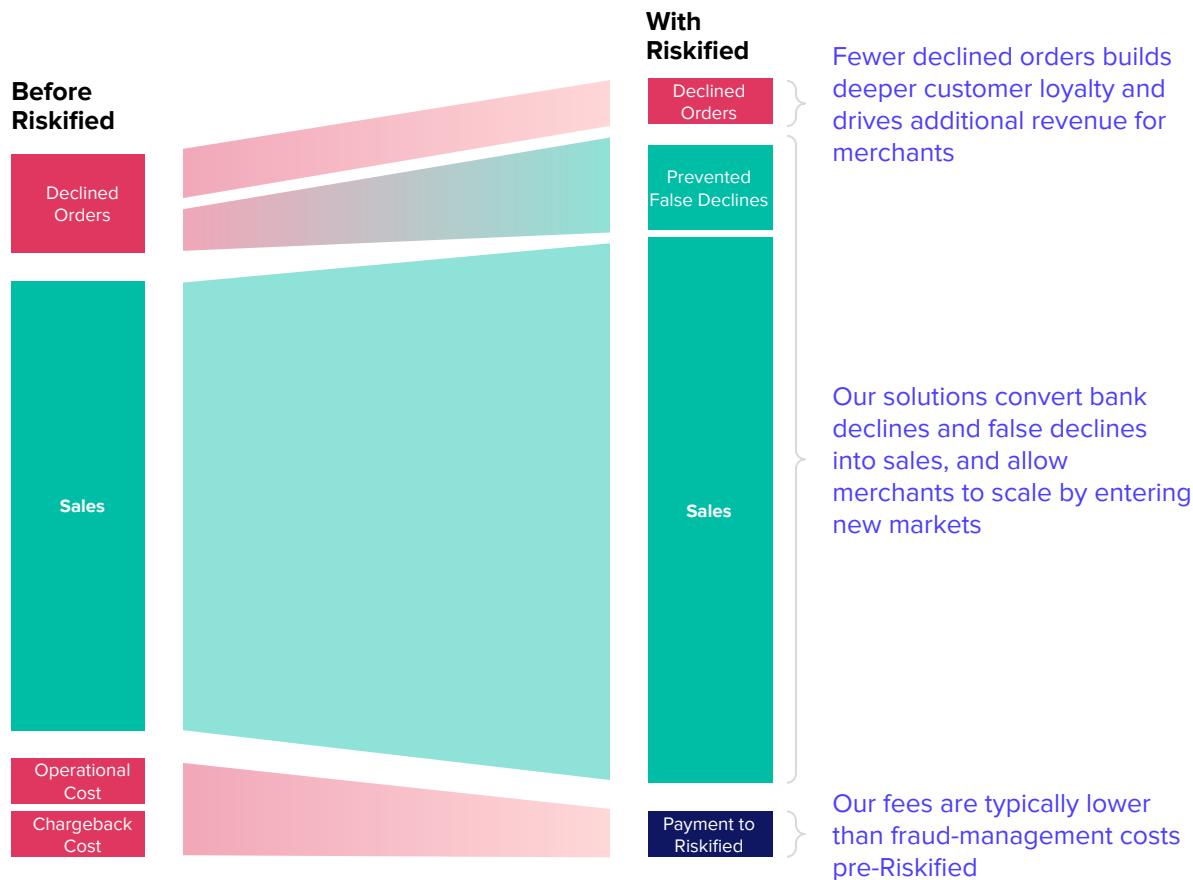 Before
Riskified
Declined
Orders
Sales
Operational
Cost
Chargeback
Cost
With
Riskified
Declined
Orders
Prevented
False Declines
Sales
Payment to
Riskified
Fewer declined orders builds
deeper customer loyalty and
drives additional revenue for
merchants
Our solutions convert bank
declines and false declines
into sales, and allow
merchants to scale by entering
new markets
Our fees are typically lower
than fraud-management costs
pre-Riskified